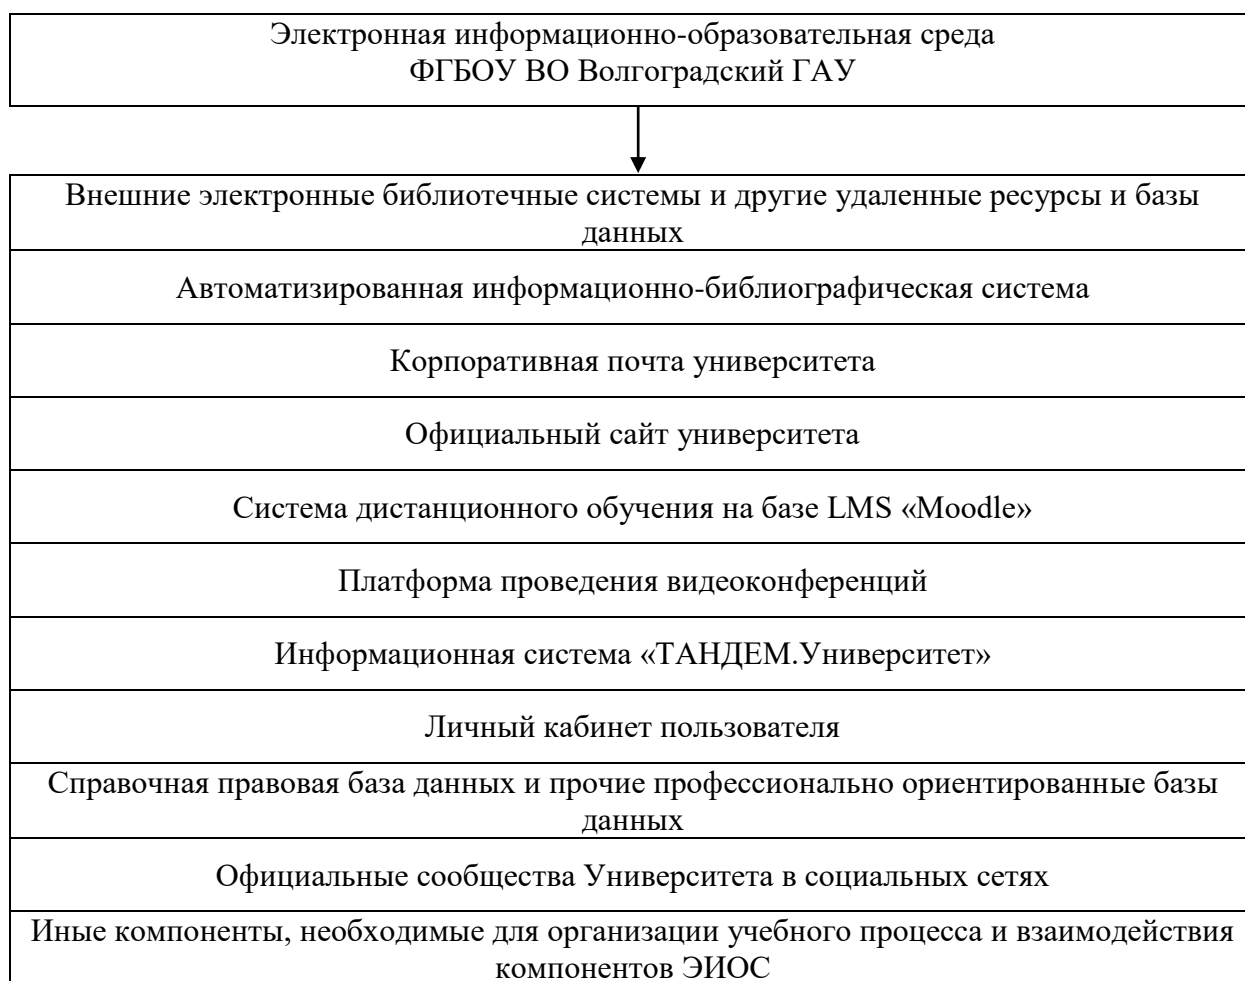 Электронная информационно-образовательная среда
ФГБОУ ВО Волгоградский ГАУ
Внешние электронные библиотечные системы и другие удаленные ресурсы и базы
данных
Автоматизированная информационно-библиографическая система
Корпоративная почта университета
Официальный сайт университета
Система дистанционного обучения на базе LMS «Moodle»
Платформа проведения видеоконференций
Информационная система «ТАНДЕМ.Университет»
Личный кабинет пользователя
Справочная правовая база данных и прочие профессионально ориентированные базы
данных
Официальные сообщества Университета в социальных сетях
Иные компоненты, необходимые для организации учебного процесса и взаимодействия
компонентов ЭИОС